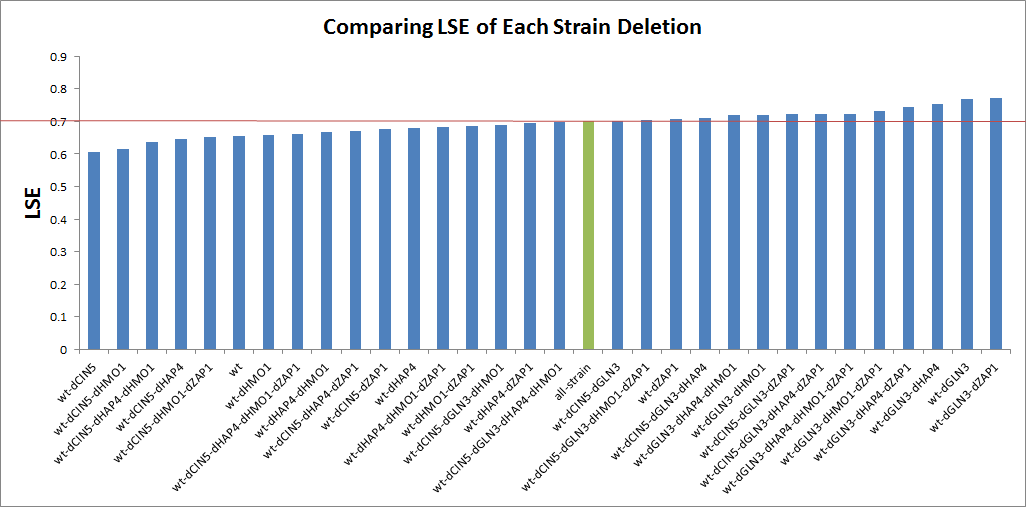 Comparing LSE of Each Strain Deletion
LSE
0.9
0.8
0.7
0.6
0.5
0.4
0.3
0.2
0.1
0
wt-dCIN5
wt-dCIN5-dHMO1
wt-dCIN5-dHAP4-dHMO1
wt-dCIN5-dHAP4
wt-dCIN5-dHMO1-dZAP1
wt
wt-dHMO1
wt-dCIN5-dHAP4-dHMO1-dZAP1
wt-dHAP4-dHMO1
wt-dCIN5-dHAP4-dZAP1
wt-dCIN5-dZAP1
wt-dHAP4
wt-dHAP4-dHMO1-dZAP1
wt-dHMO1-dZAP1
wt-dCIN5-dGLN3-dHMO1
wt-dHAP4-dZAP1
wt-dCIN5-dGLN3-dHAP4-dHMO1
all-strain
wt-dCIN5-dGLN3
wt-dCIN5-dGLN3-dHMO1-dZAP1
wt-dZAP1
wt-dCIN5-dGLN3-dHAP4
wt-dGLN3-dHAP4-dHMO1
wt-dGLN3-dHMO1
wt-dCIN5-dGLN3-dZAP1
wt-dCIN5-dGLN3-dHAP4-dZAP1
wt-dGLN3-dHAP4-dHMO1-dZAP1
wt-dGLN3-dHMO1-dZAP1
wt-dGLN3-dHAP4-dZAP1
wt-dGLN3-dHAP4
wt-dGLN3
wt-dGLN3-dZAP1